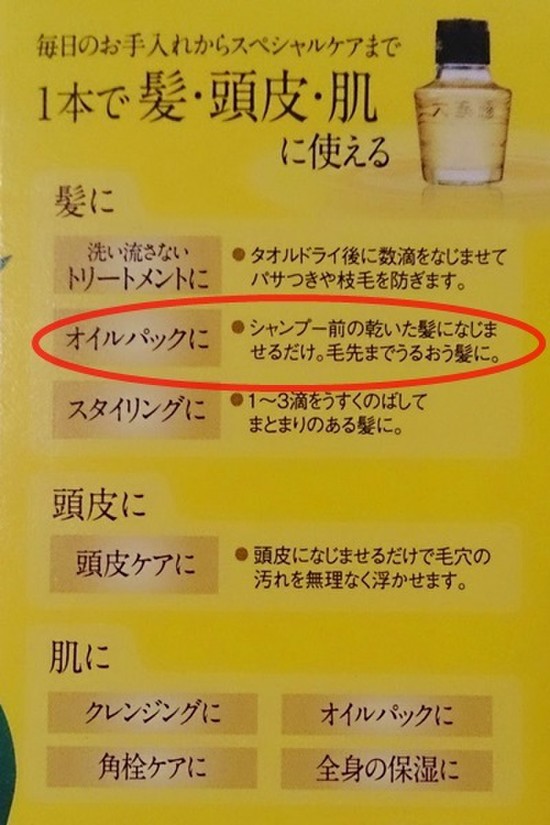 毎日のお手入れからスペシャルケアまで
1本で髪・頭皮・肌
に使える
髪に
洗い流さない
トリートメントに
●タオルドライ後に数滴をなじませて
パサつきや枝毛を防ぎます。
オイルパックに
●シャンプー前の乾いた髪になじま
せるだけ。毛先までうるおう髪に。
スタイリングに
●1〜3滴をうすくのばして
まとまりのある髪に。
頭皮に
頭皮ケアに
●頭皮になじませるだけで毛穴の
汚れを無理なく浮かせます。
肌に
クレンジングに
オイルパックに
角栓ケアに
全身の保湿に